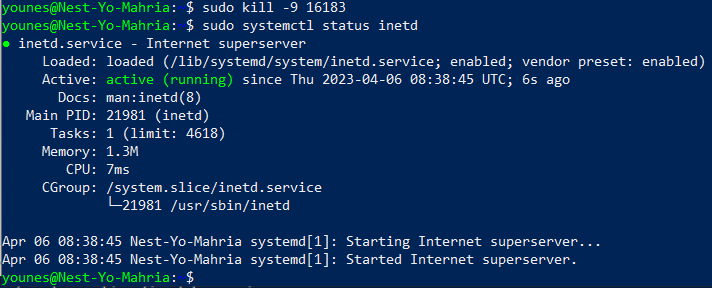 younes@Nest-Yo-Mahria: $ sudo kill -9 16183
younes@Nest-Yo-Mahria: $ sudo systemctl status inetd
● inetd.service - Internet superserver
Loaded: loaded (/lib/systemd/system/inetd.service; enabled; vendor preset: enabled)
Active: active (running) since Thu 2023-04-06 08:38:45 UTC; 6s ago
Docs: man:inetd(8)
Main PID: 21981 (inetd)
Tasks: 1 (limit: 4618)
Memory: 1.3M
CPU: 7ms
CGroup: /system.slice/inetd.service
└─21981 /usr/sbin/inetd
Apr 06 08:38:45 Nest-Yo-Mahria systemd[1]: Starting Internet superserver...
Apr 06 08:38:45 Nest-Yo-Mahria systemd[1]: Started Internet superserver.
younes@Nest-Yo-Mahria: $